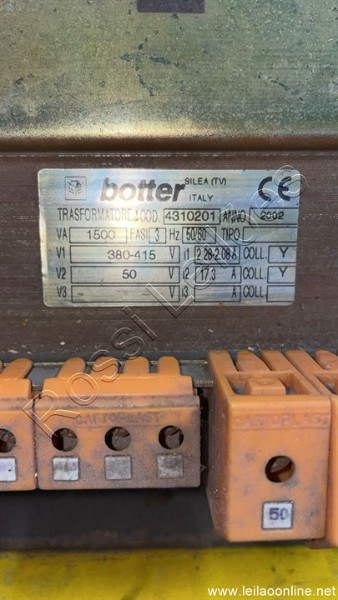 botter
SILEA (TV)
ITALY
CE
TRASFORMATORE COD. 4310201 ANNO 2002
VA 1500 FASI 3 Hz 50/60 TIPO
V1 380-415 V I1 2.28-2.08 A COLL. Y
V2 50 V I2 17.3 A COLL. Y
V3 V I3 A COLL.
CARTOPLAST
CARTOPLAST
50
Rossi Leilões
www.leilaoonline.net